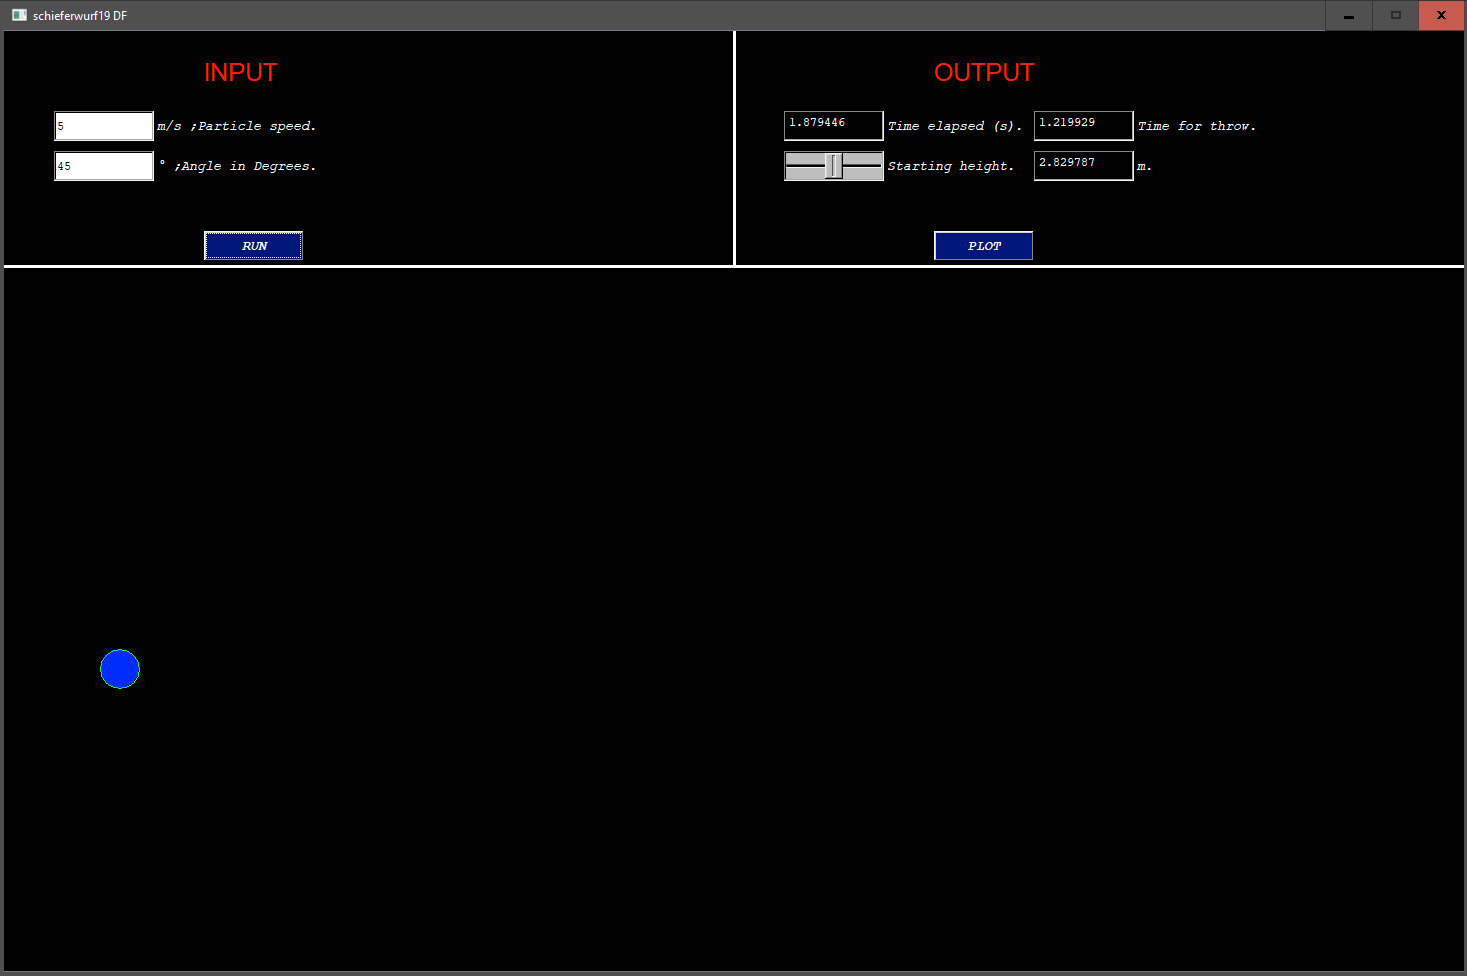 schieferwurf19 DF
INPUT
5 m/s ;Particle speed.
45 ° ;Angle in Degrees.
RUN
OUTPUT
1.879446 Time elapsed (s). 1.219929 Time for throw.
Starting height. 2.829787 m.
PLOT